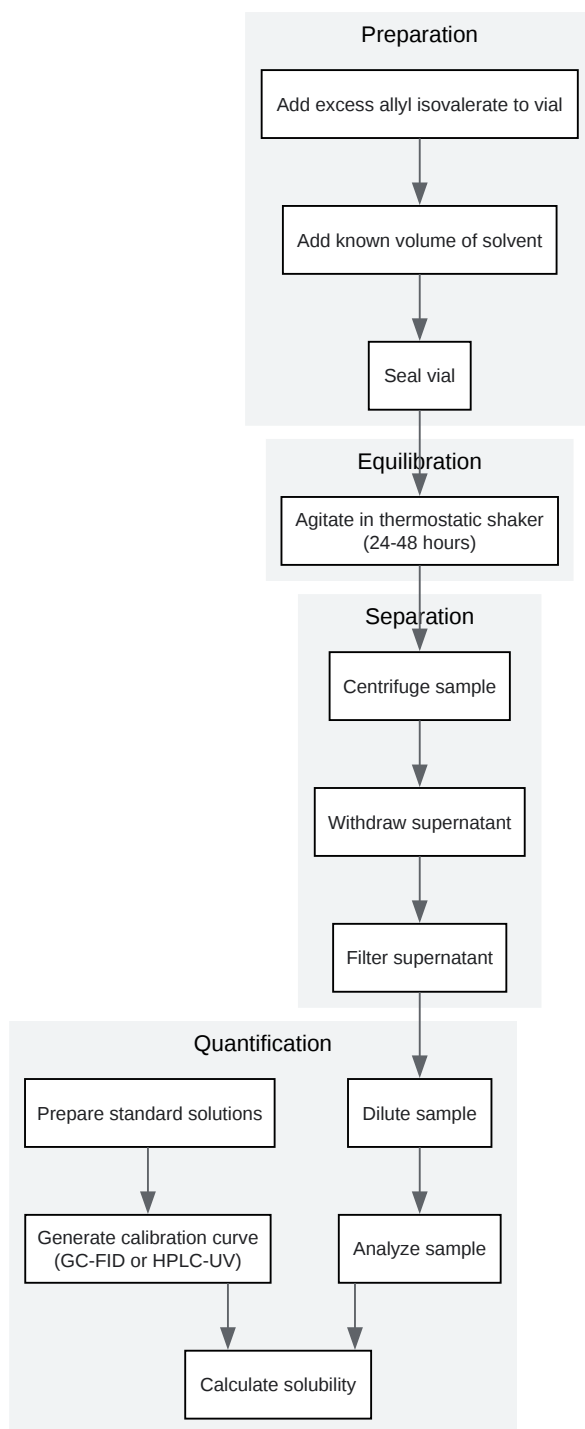 Preparation
Add excess allyl isovalerate to vial
Add known volume of solvent
Seal vial
Equilibration
Agitate in thermostatic shaker
(24-48 hours)
Separation
Centrifuge sample
Withdraw supernatant
Filter supernatant
Quantification
Prepare standard solutions
Dilute sample
Generate calibration curve
(GC-FID or HPLC-UV)
Analyze sample
Calculate solubility